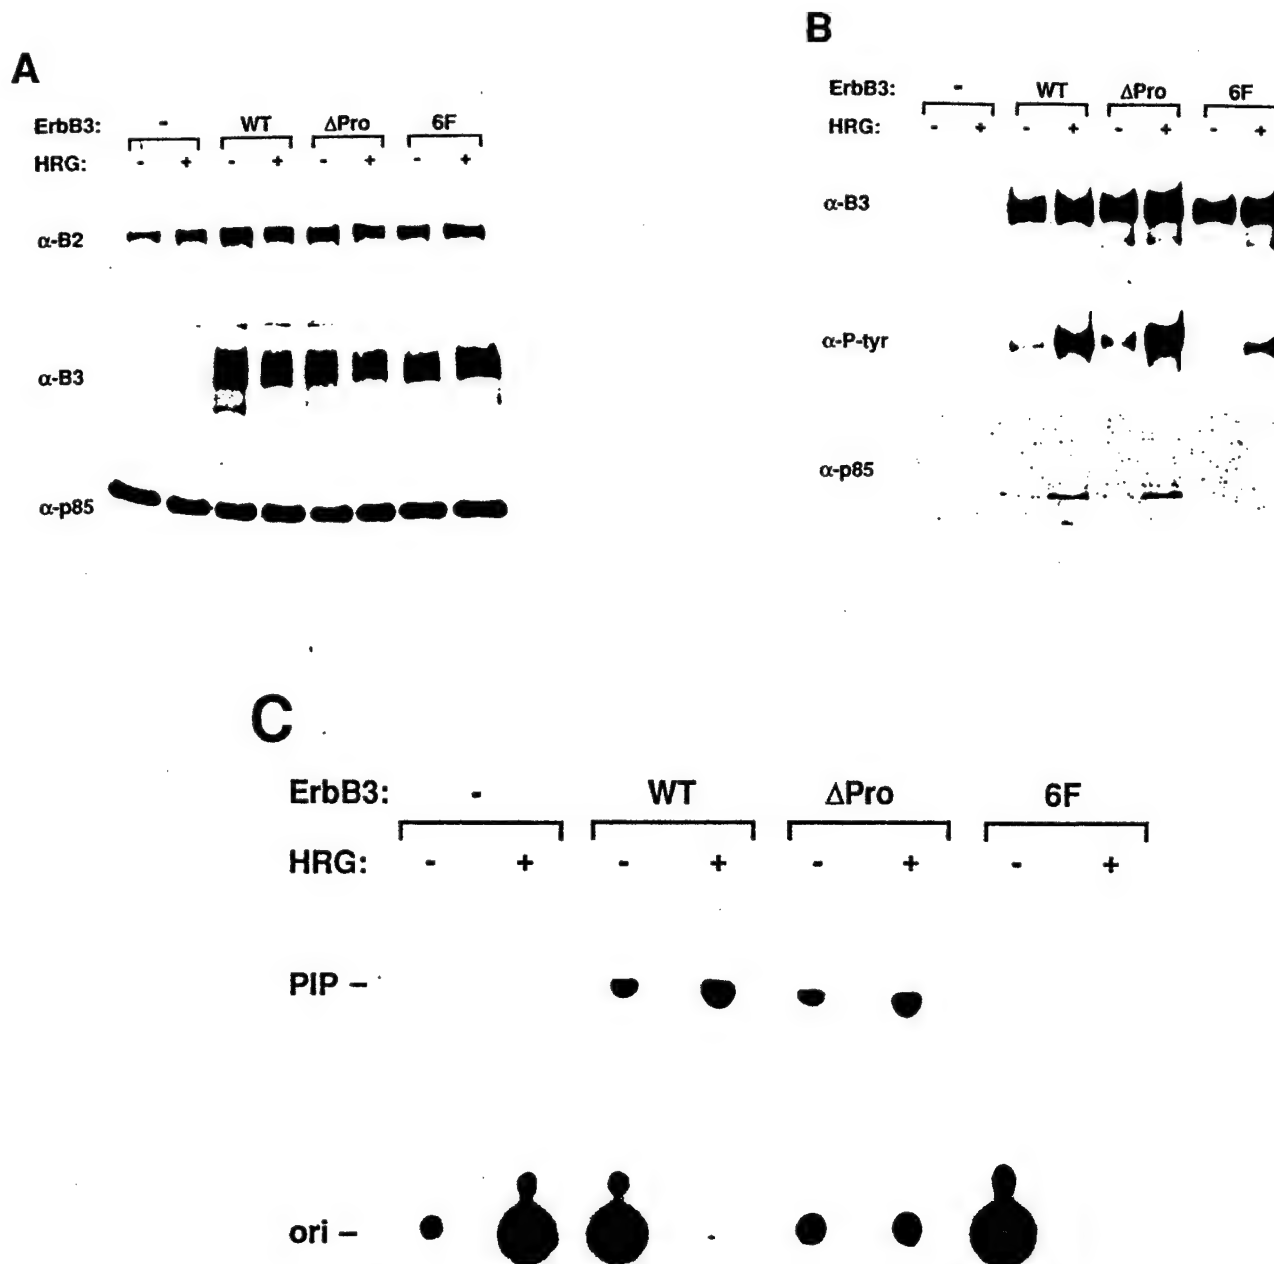 A
ErbB3: - WT ΔPro 6F
HRG: - + - + - + - +
α-B2
α-B3
α-p85
B
ErbB3: - WT ΔPro 6F
HRG: - + - + - + - +
α-B3
α-P-tyr
α-p85
C
ErbB3: - WT ΔPro 6F
HRG: - + - + - + - +
PIP –
ori –